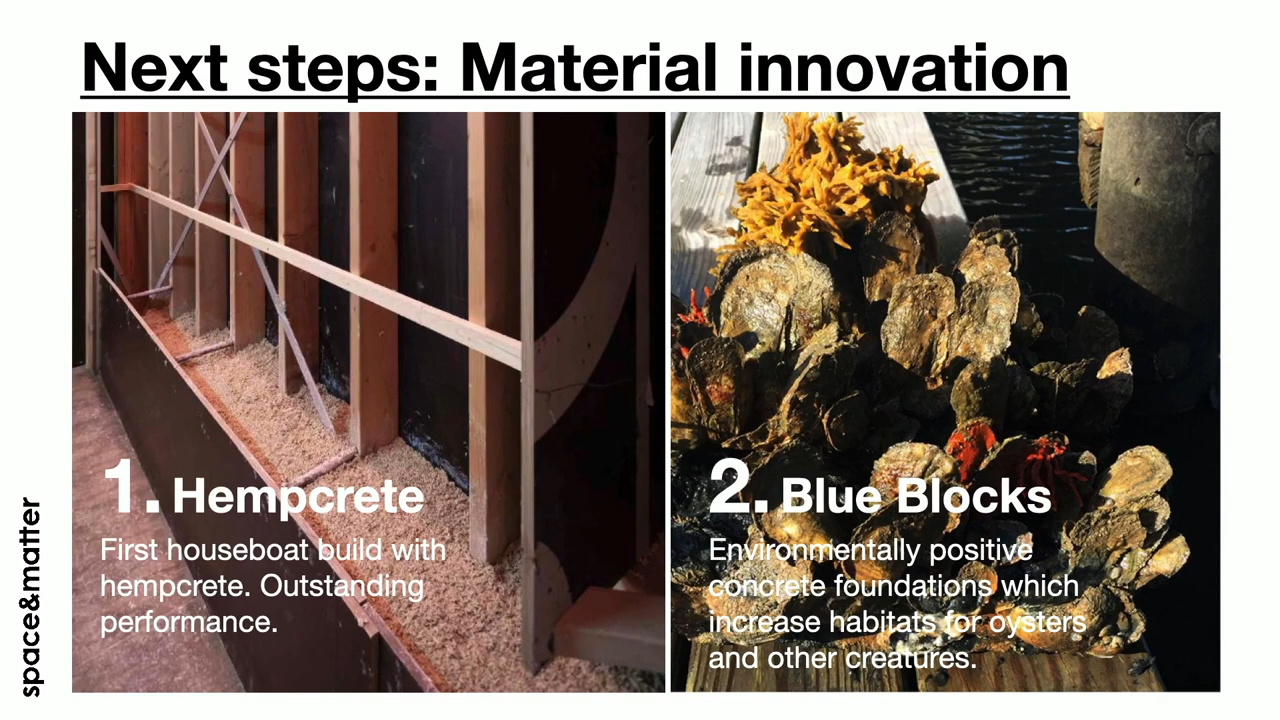 Next steps: Material innovation
1. Hempcrete
First houseboat build with
hempcrete. Outstanding
performance.
2. Blue Blocks
Environmentally positive
concrete foundations which
increase habitats for oysters
and other creatures.
space&matter